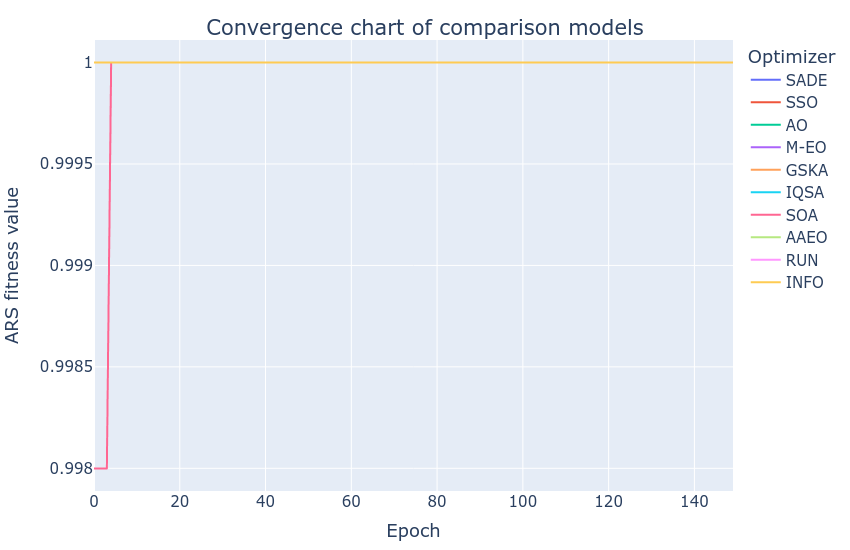 Convergence chart of comparison models
ARS fitness value
1
0.9995
0.999
0.9985
0.998
0
20
40
60
80
100
120
140
Epoch
Optimizer
SADE
SSO
AO
M-EO
GSKA
IQSA
SOA
AAEO
RUN
INFO